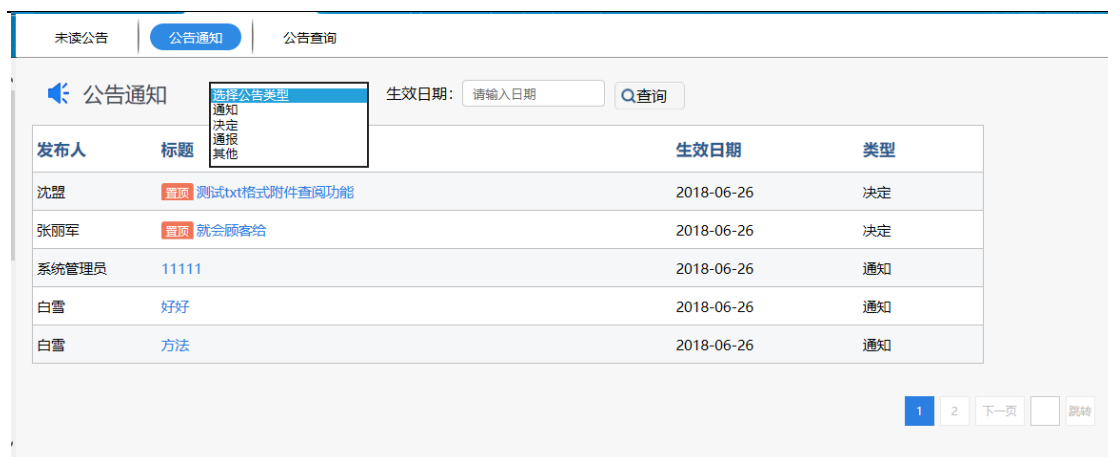 未读公告 公告通知 公告查询
公告通知 选择公告类型 生效日期： 请输入日期 查询
通知
决定
通报
其他
发布人 标题 生效日期 类型
沈盟 置顶 测试txt格式附件查阅功能 2018-06-26 决定
张丽军 置顶 就会顾客给 2018-06-26 决定
系统管理员 11111 2018-06-26 通知
白雪 好好 2018-06-26 通知
白雪 方法 2018-06-26 通知
1 2 下一页 跳转